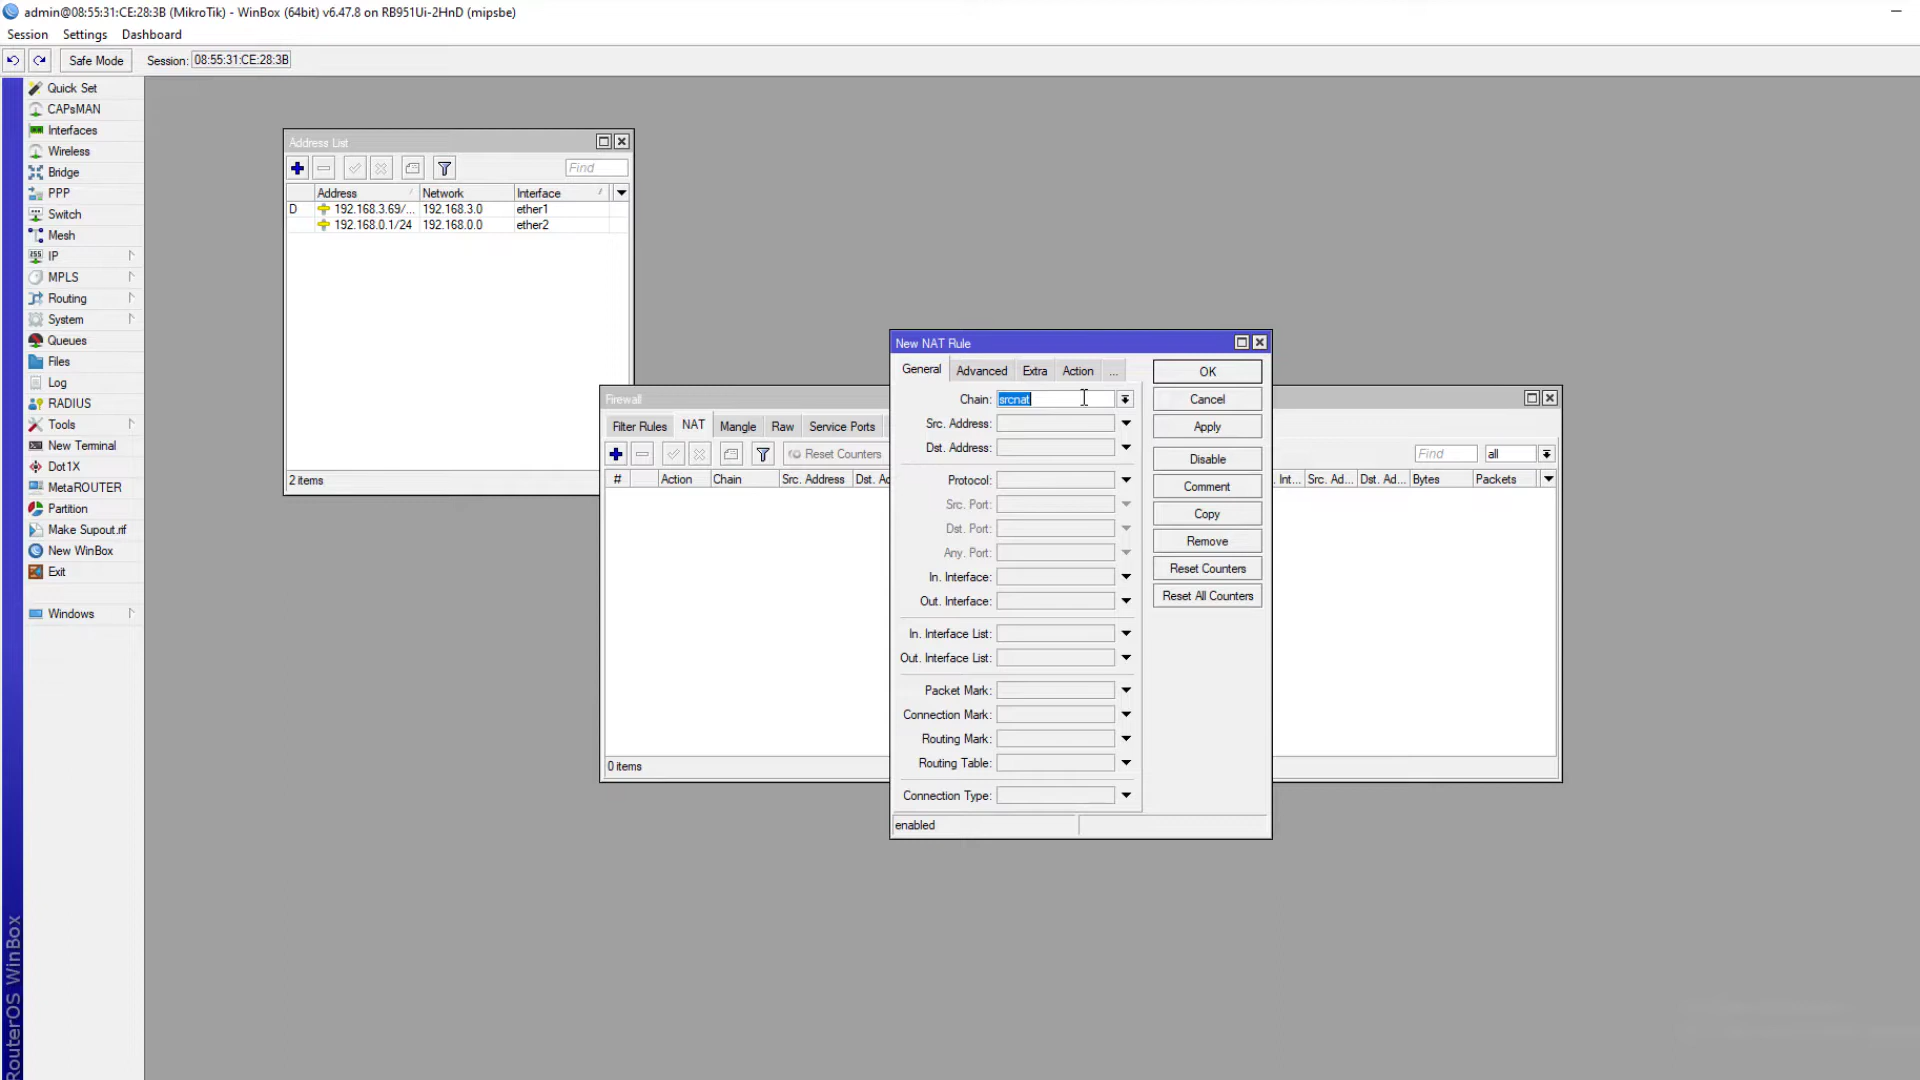 admin@08:55:31:CE:28:3B (MikroTik) - WinBox (64bit) v6.47.8 on RB951Ui-2HnD (mipsbe)
Session Settings Dashboard
Safe Mode Session: 08:55:31:CE:28:3B
Quick Set
CAPsMAN
Interfaces
Wireless
Bridge
PPP
Switch
Mesh
IP
MPLS
Routing
System
Queues
Files
Log
RADIUS
Tools
New Terminal
Dot1X
MetaROUTER
Partition
Make Supout.rif
New WinBox
Exit
Windows
RouterOS WinBox
Address List
Find
Address Network Interface
D 192.168.3.69/... 192.168.3.0 ether1
192.168.0.1/24 192.168.0.0 ether2
2 items
Firewall
Filter Rules NAT Mangle Raw Service Ports
Reset Counters Find all
# Action Chain Src. Address Dst. Ad Int... Src. Ad... Dst. Ad... Bytes Packets
0 items
New NAT Rule
General Advanced Extra Action ...
Chain: srcnat
Src. Address:
Dst. Address:
Protocol:
Src. Port:
Dst. Port:
Any. Port:
In. Interface:
Out. Interface:
In. Interface List:
Out. Interface List:
Packet Mark:
Connection Mark:
Routing Mark:
Routing Table:
Connection Type:
OK
Cancel
Apply
Disable
Comment
Copy
Remove
Reset Counters
Reset All Counters
enabled